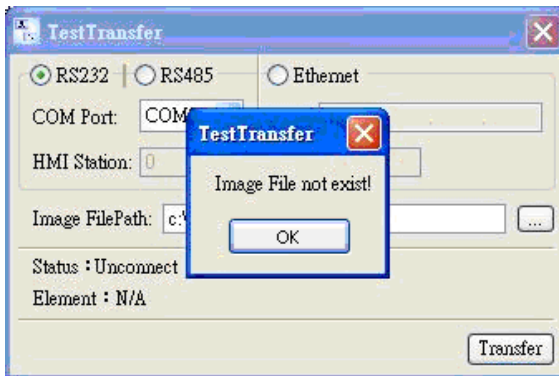 TestTransfer
RS232 RS485 Ethernet
COM Port: COM
HMI Station: 0
TestTransfer
Image File not exist!
OK
Image FilePath: c:\ ...
Status:Unconnect
Element:N/A
Transfer